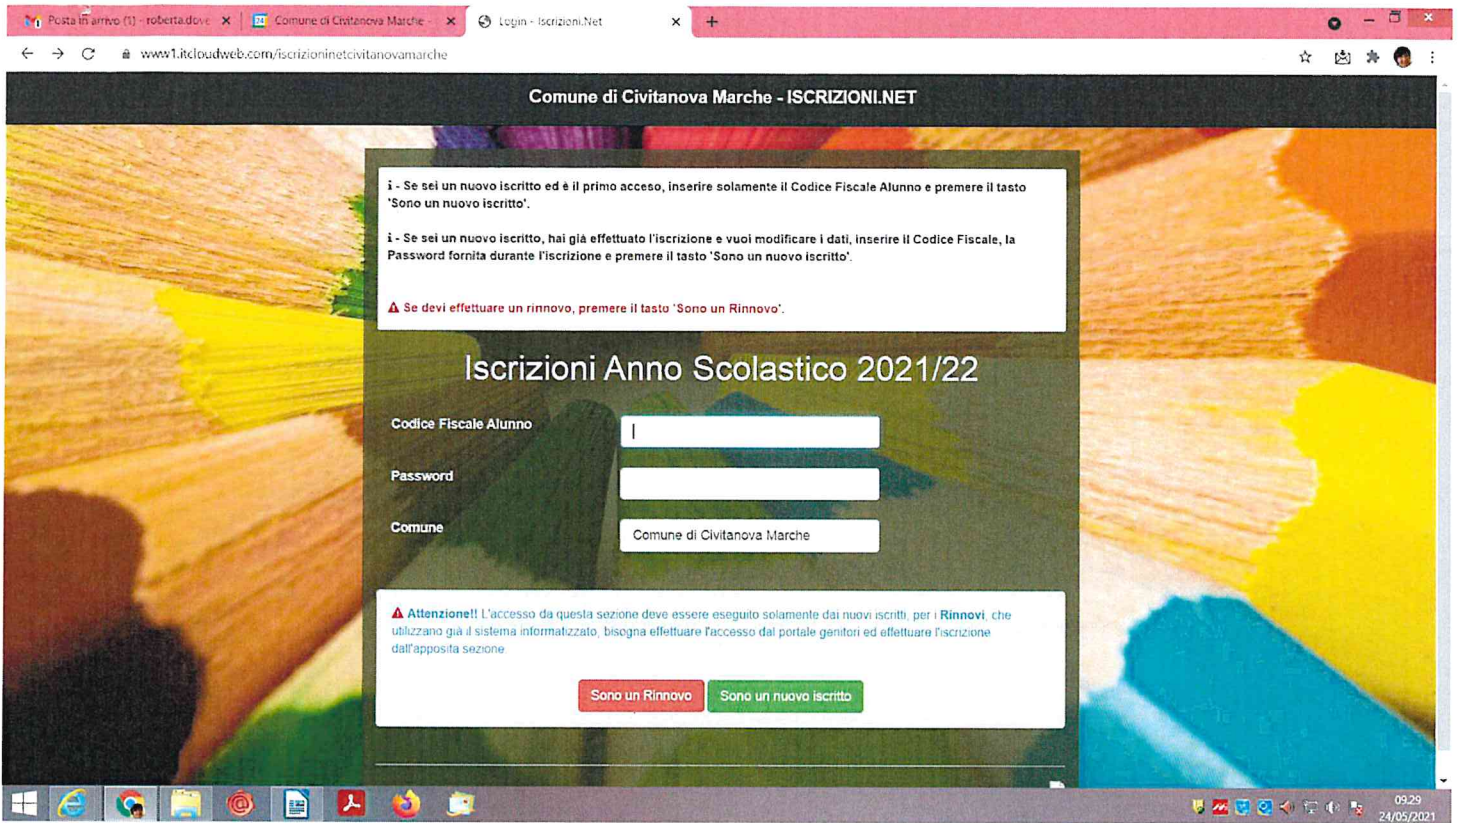 Posta in arrivo (1) - roberta.dove
Comune di Civitanova Marche -
Login - Iscrizioni.Net
www1.itcloudweb.com/iscrizioninetcivitanovamarche
Comune di Civitanova Marche - ISCRIZIONI.NET
i - Se sei un nuovo iscritto ed è il primo acceso, inserire solamente il Codice Fiscale Alunno e premere il tasto
'Sono un nuovo iscritto'.
i - Se sei un nuovo iscritto, hai già effettuato l'iscrizione e vuoi modificare i dati, inserire il Codice Fiscale, la
Password fornita durante l'iscrizione e premere il tasto 'Sono un nuovo iscritto'.
Se devi effettuare un rinnovo, premere il tasto 'Sono un Rinnovo'.
Iscrizioni Anno Scolastico 2021/22
Codice Fiscale Alunno
Password
Comune
Comune di Civitanova Marche
Attenzione!! L'accesso da questa sezione deve essere eseguito solamente dai nuovi iscritti, per i Rinnovi, che
utilizzano già il sistema informatizzato, bisogna effettuare l'accesso dal portale genitori ed effettuare l'iscrizione
dall'apposita sezione
Sono un Rinnovo
Sono un nuovo iscritto
09.29
24/05/2021